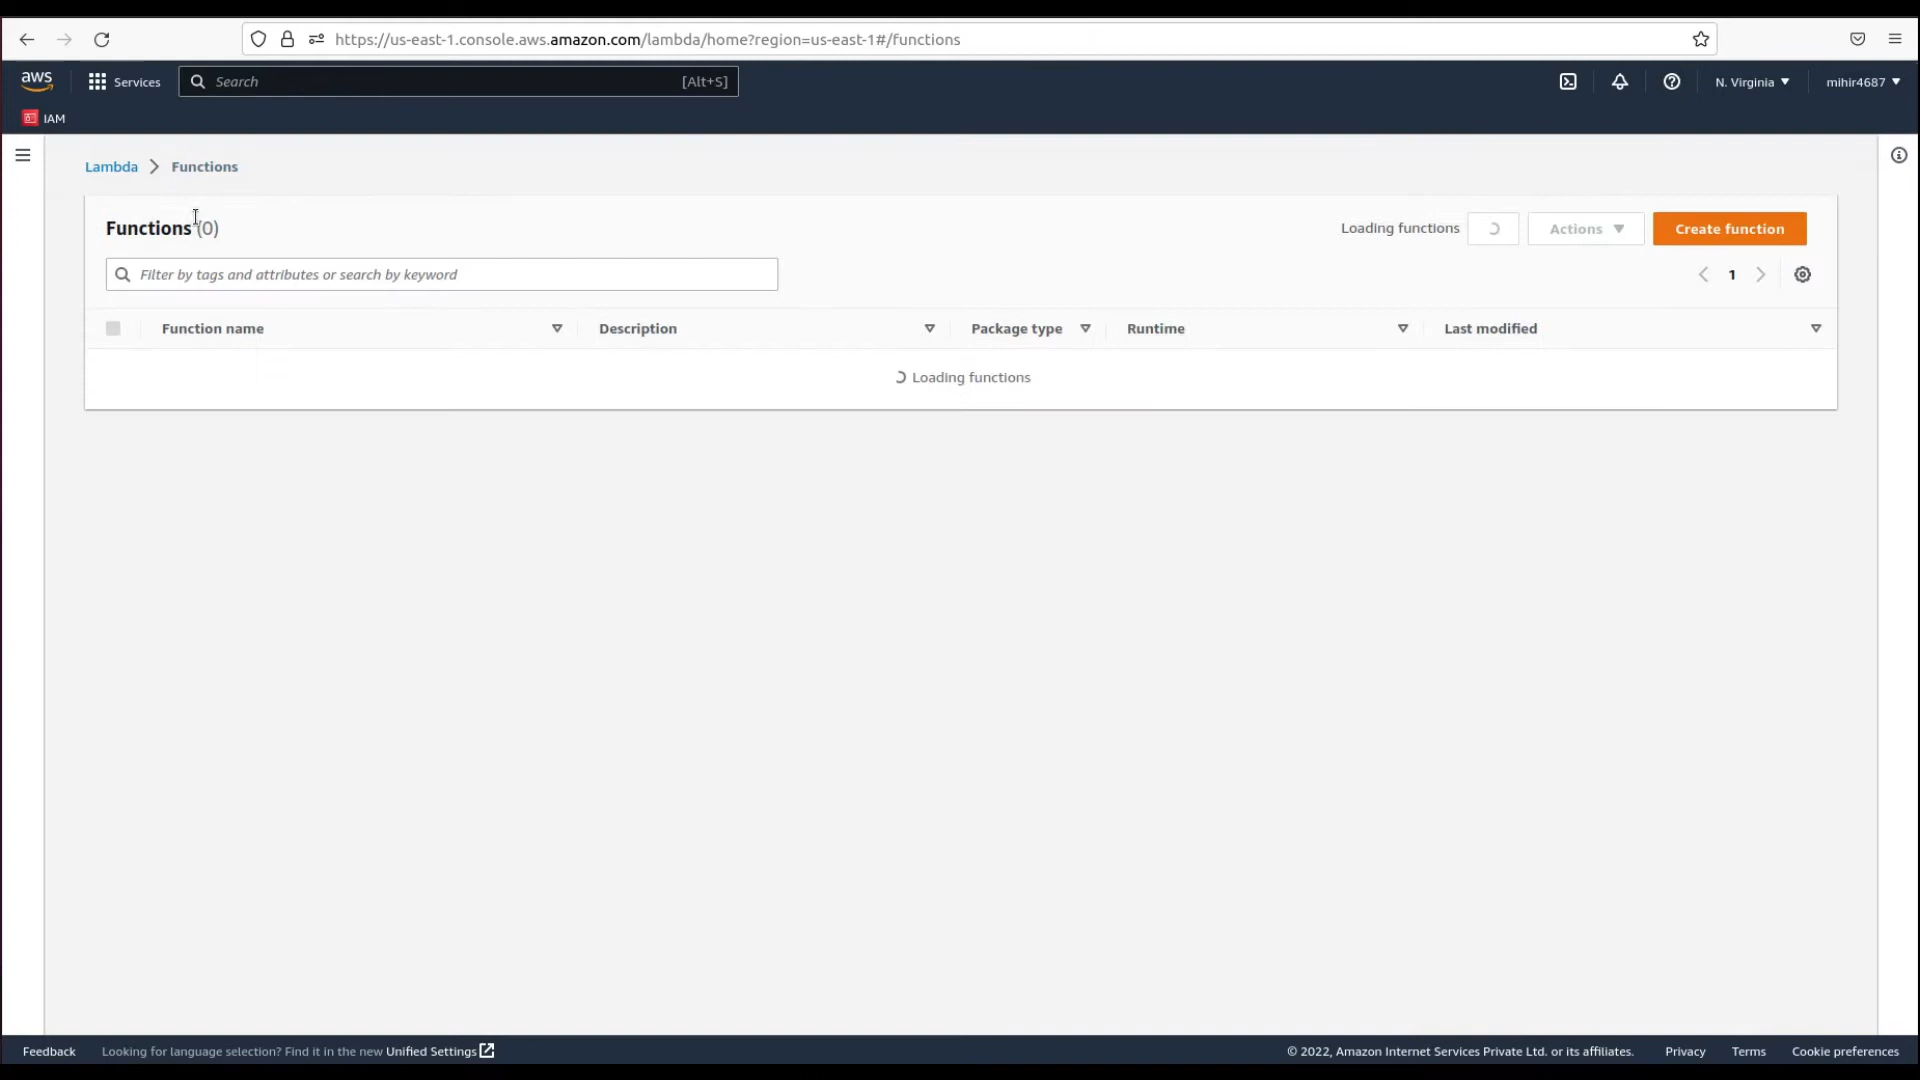 https://us-east-1.console.aws.amazon.com/lambda/home?region=us-east-1#/functions
aws Services Search [Alt+S] N. Virginia mihir4687
IAM
Lambda Functions
Functions (0) Loading functions Actions Create function
Filter by tags and attributes or search by keyword 1
Function name Description Package type Runtime Last modified
Loading functions
Feedback Looking for language selection? Find it in the new Unified Settings © 2022, Amazon Internet Services Private Ltd. or its affiliates. Privacy Terms Cookie preferences